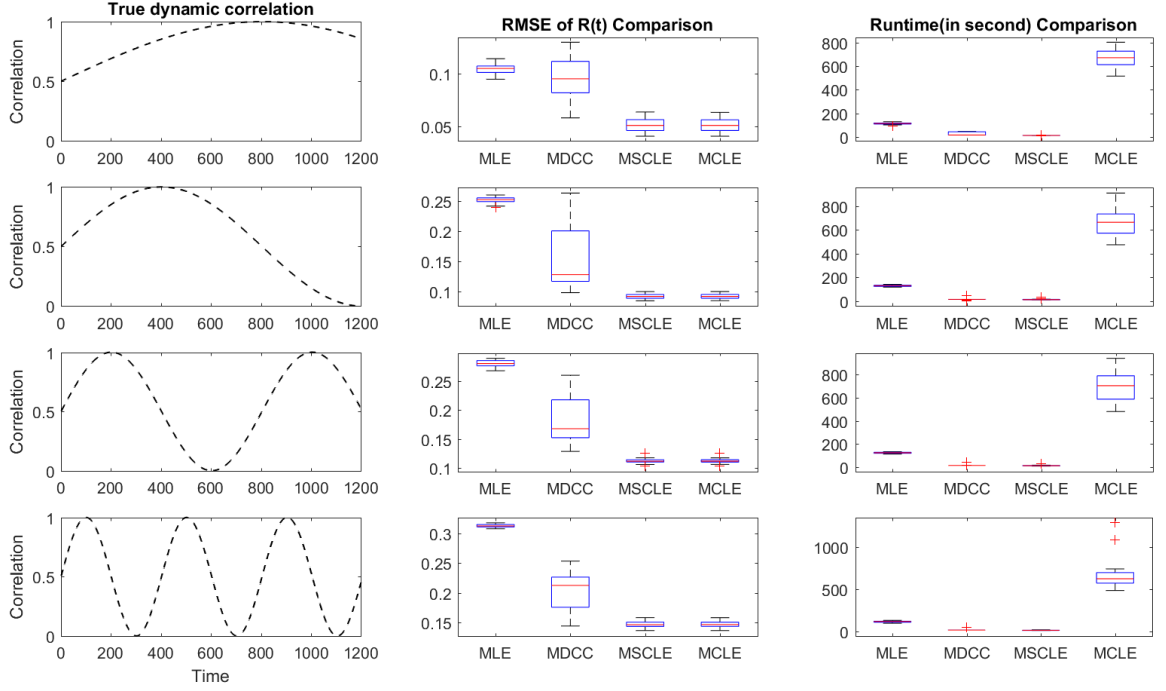 True dynamic correlation
RMSE of R(t) Comparison
Runtime(in second) Comparison
Correlation
1
0.5
0
0 200 400 600 800 1000 1200
0.1
0.05
MLE MDCC MSCLE MCLE
800
600
400
200
0
MLE MDCC MSCLE MCLE
Correlation
1
0.5
0
0 200 400 600 800 1000 1200
0.25
0.2
0.15
0.1
MLE MDCC MSCLE MCLE
800
600
400
200
0
MLE MDCC MSCLE MCLE
Correlation
1
0.5
0
0 200 400 600 800 1000 1200
0.25
0.2
0.15
0.1
MLE MDCC MSCLE MCLE
800
600
400
200
0
MLE MDCC MSCLE MCLE
Correlation
1
0.5
0
0 200 400 600 800 1000 1200
Time
0.3
0.25
0.2
0.15
MLE MDCC MSCLE MCLE
1000
500
0
MLE MDCC MSCLE MCLE